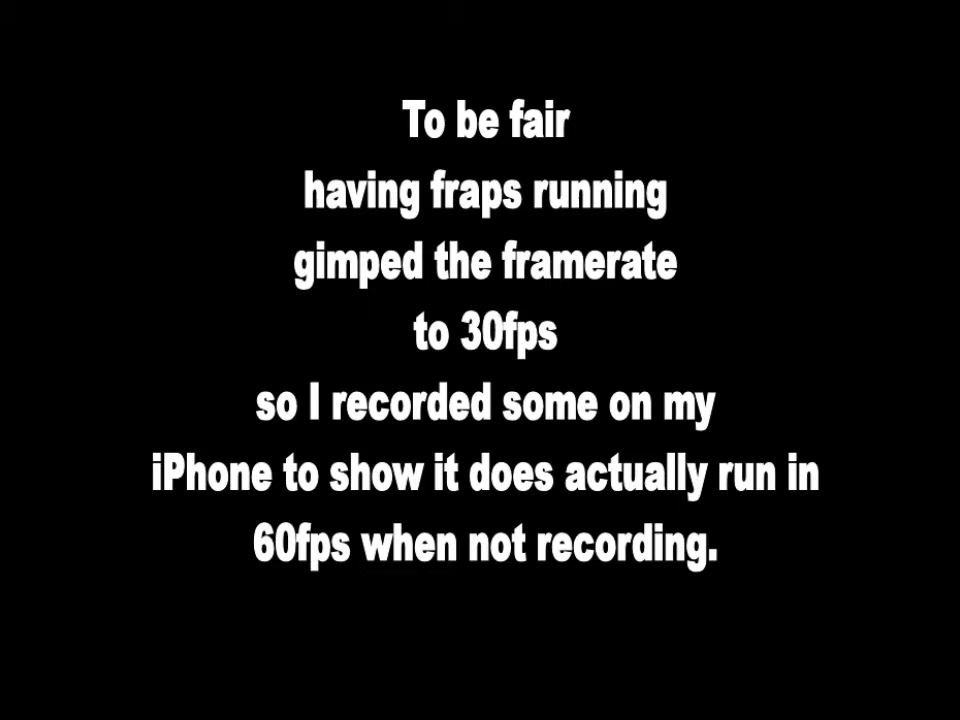 To be fair
having fraps running
gimped the framerate
to 30fps
so I recorded some on my
iPhone to show it does actually run in
60fps when not recording.